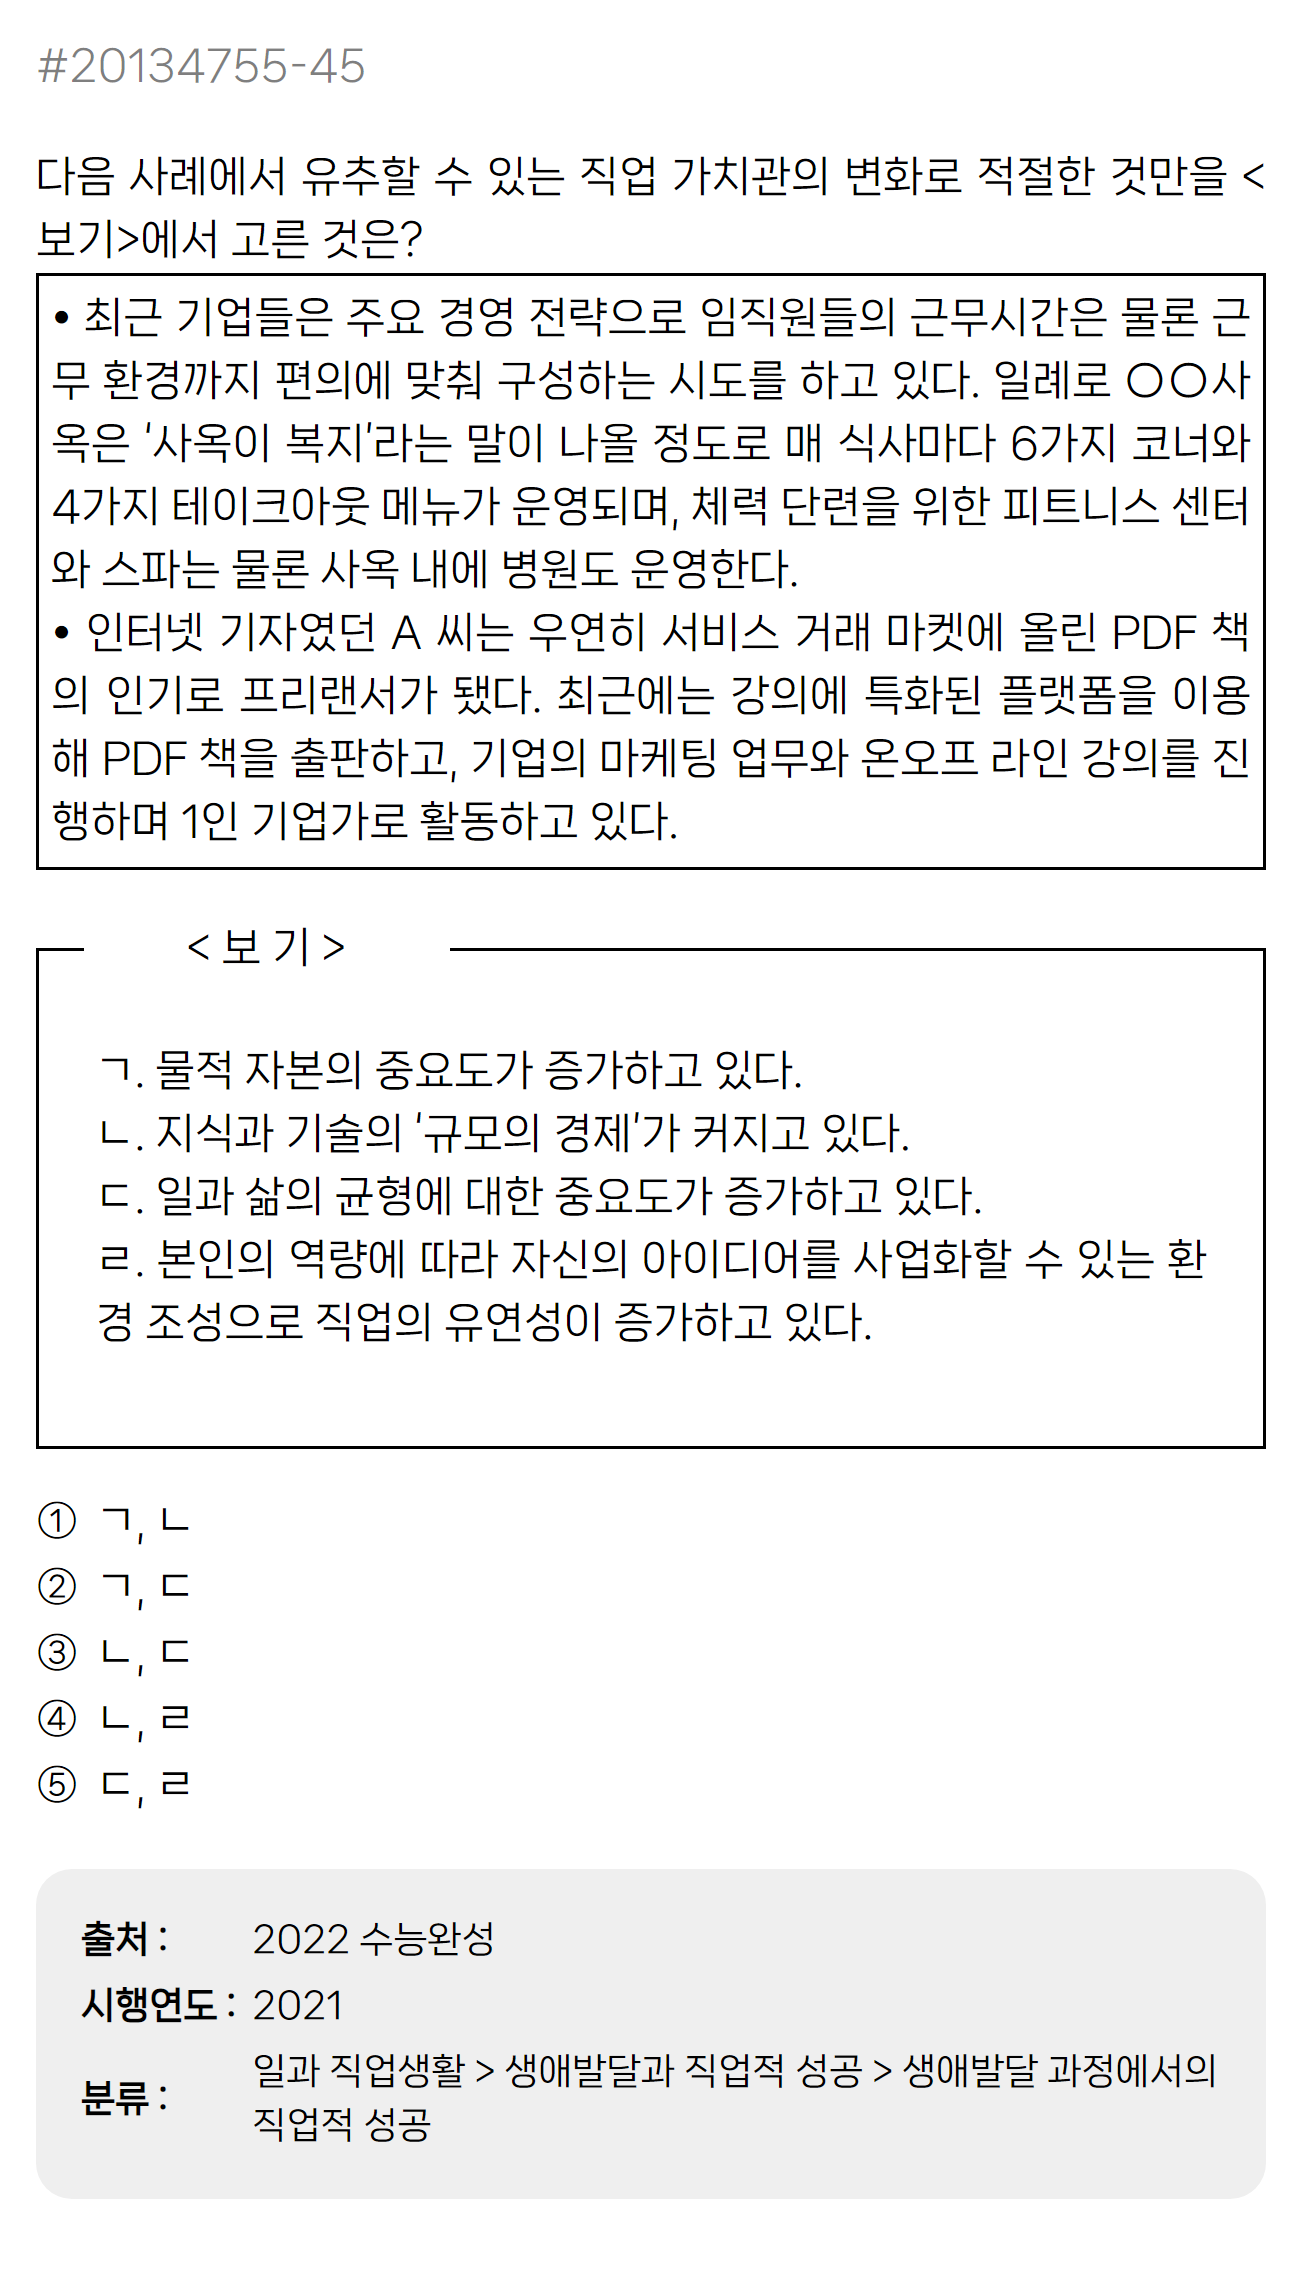 #20134755-45
다음 사례에서 유추할 수 있는 직업 가치관의 변화로 적절한 것만을 <
보기>에서 고른 것은?
• 최근 기업들은 주요 경영 전략으로 임직원들의 근무시간은 물론 근
무 환경까지 편의에 맞춰 구성하는 시도를 하고 있다. 일례로 〇〇사
옥은 '사옥이 복지'라는 말이 나올 정도로 매 식사마다 6가지 코너와
4가지 테이크아웃 메뉴가 운영되며, 체력 단련을 위한 피트니스 센터
와 스파는 물론 사옥 내에 병원도 운영한다.
• 인터넷 기자였던 A 씨는 우연히 서비스 거래 마켓에 올린 PDF 책
의 인기로 프리랜서가 됐다. 최근에는 강의에 특화된 플랫폼을 이용
해 PDF 책을 출판하고, 기업의 마케팅 업무와 온오프 라인 강의를 진
행하며 1인 기업가로 활동하고 있다.
< 보 기 >
ㄱ. 물적 자본의 중요도가 증가하고 있다.
ㄴ. 지식과 기술의 '규모의 경제'가 커지고 있다.
ㄷ. 일과 삶의 균형에 대한 중요도가 증가하고 있다.
ㄹ. 본인의 역량에 따라 자신의 아이디어를 사업화할 수 있는 환
경 조성으로 직업의 유연성이 증가하고 있다.
① ㄱ, ㄴ
② ㄱ, ㄷ
③ ㄴ, ㄷ
④ ㄴ, ㄹ
⑤ ㄷ, ㄹ
출처 : 2022 수능완성
시행연도 : 2021
분류 : 일과 직업생활 > 생애발달과 직업적 성공 > 생애발달 과정에서의
직업적 성공